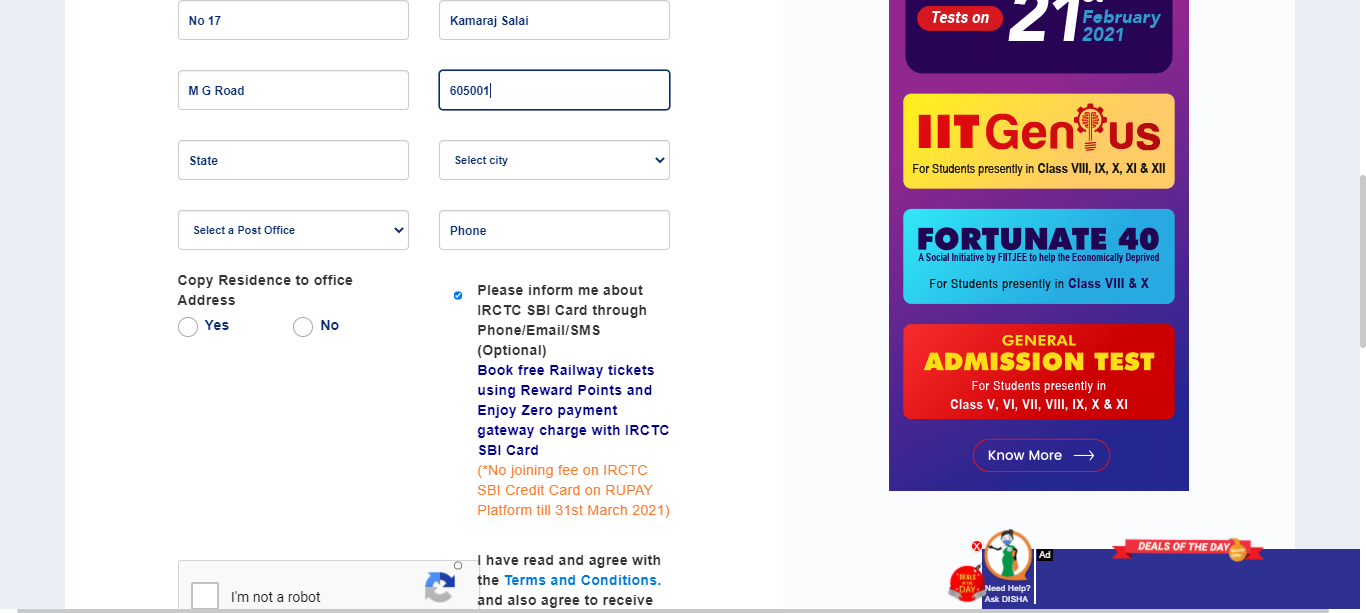 No 17
Kamaraj Salai
M G Road
605001
State
Select city
Select a Post Office
Phone
Copy Residence to office
Address
Yes
No
Please inform me about
IRCTC SBI Card through
Phone/Email/SMS
(Optional)
Book free Railway tickets
using Reward Points and
Enjoy Zero payment
gateway charge with IRCTC
SBI Card
(*No joining fee on IRCTC
SBI Credit Card on RUPAY
Platform till 31st March 2021)
I'm not a robot
I have read and agree with
the Terms and Conditions.
and also agree to receive
Tests on
21st
February
2021
IIT Genius
For Students presently in Class VIII, IX, X, XI & XII
FORTUNATE 40
A Social Initiative by FIITJEE to help the Economically Deprived
For Students presently in Class VIII & X
GENERAL
ADMISSION TEST
For Students presently in
Class V, VI, VII, VIII, IX, X & XI
Know More
X
Ad
DEALS OF THE DAY
DEALS
OF THE
DAY
Need Help?
Ask DISHA